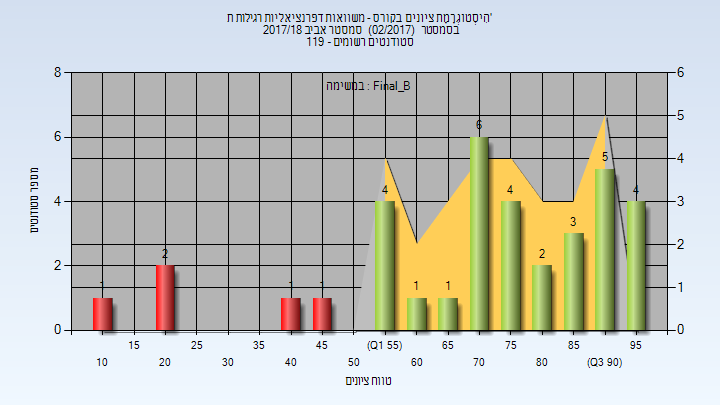 היסטוגרמת ציונים בקורס - משוואות דפרנציאליות רגילות ת'
בסמסטר (02/2017) סמסטר אביב 2017/18
סטודנטים רשומים - 119
במשימה : Final_B
מספר סטודנטים
8 6 4 2 0
6 5 4 3 2 1 0
1 2 1 1 4 1 1 6 4 2 3 5 4
15 25 35 45 (Q1 55) 65 75 85 95
10 20 30 40 50 60 70 80 (Q3 90)
טווח ציונים